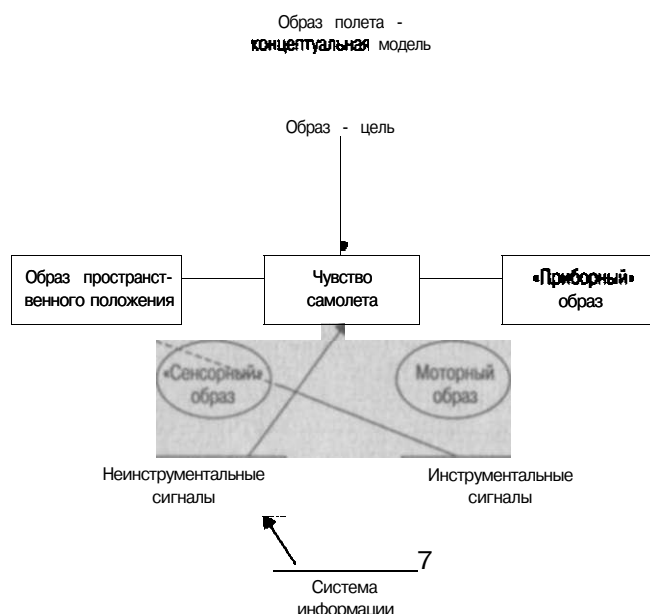 Образ полета -
концептуальная модель
Образ - цель
Образ пространст-
венного положения
Чувство
самолета
«Приборный»
образ
«Сенсорный»
образ
Моторный
образ
Неинструментальные
сигналы
Инструментальные
сигналы
7
Система
информации